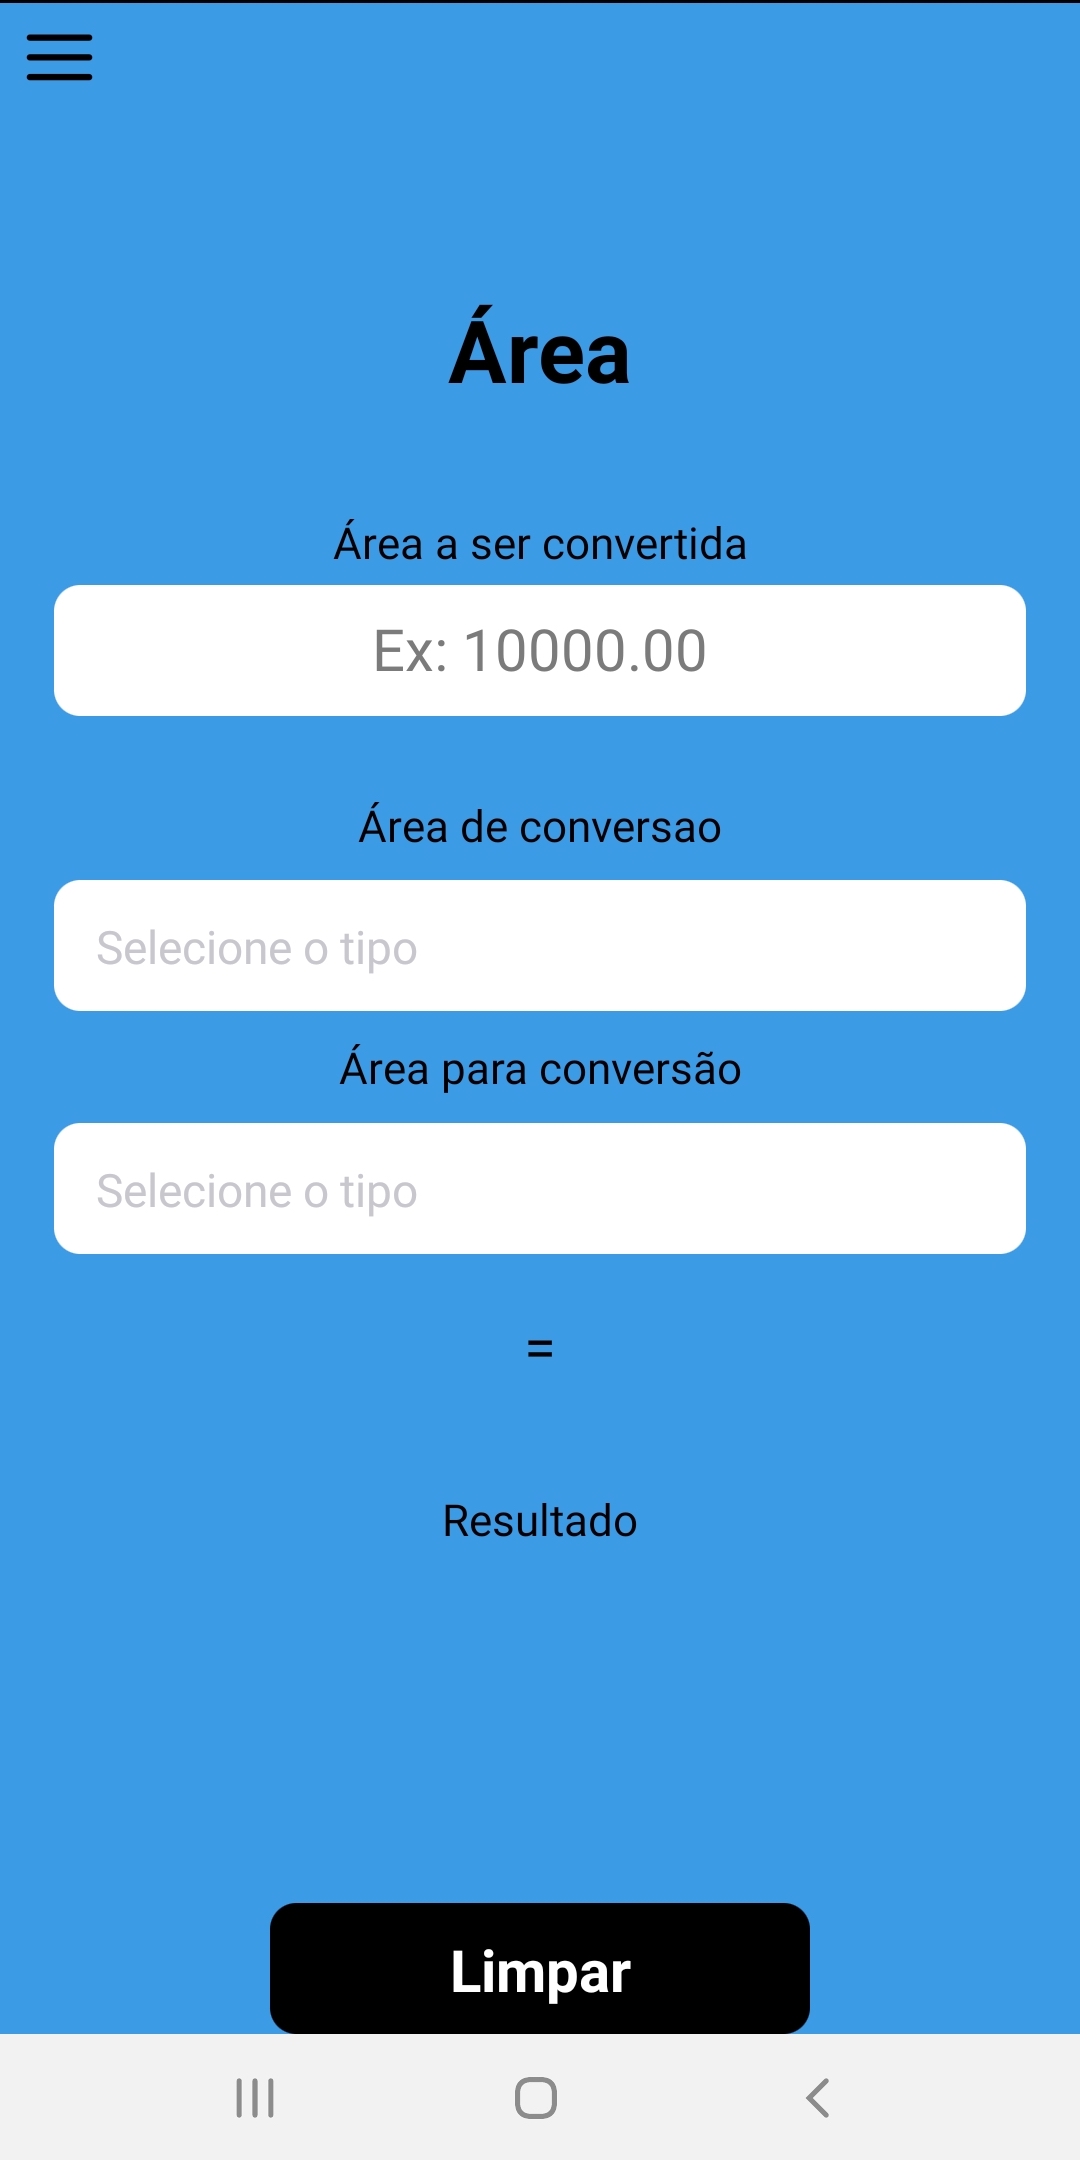 Área
Área a ser convertida
Ex: 10000.00
Área de conversao
Selecione o tipo
Área para conversão
Selecione o tipo
=
Resultado
Limpar